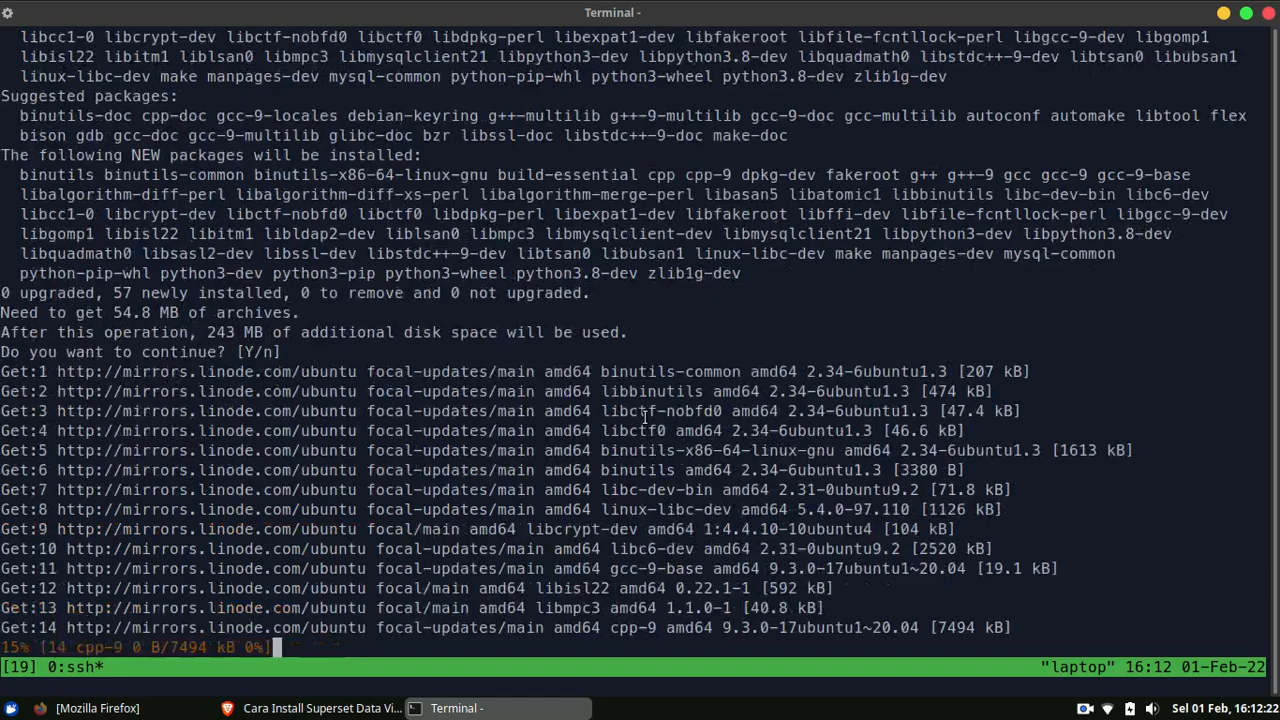 Terminal -
libcc1-0 libcrypt-dev libctf-nobfd0 libctf0 libdpkg-perl libexpat1-dev libfakeroot libfile-fcntllock-perl libgcc-9-dev libgomp1
libisl22 libitm1 liblsan0 libmpc3 libmysqlclient21 libpython3-dev libpython3.8-dev libquadmath0 libstdc++-9-dev libtsan0 libubsan1
linux-libc-dev make manpages-dev mysql-common python-pip-whl python3-wheel python3.8-dev zlib1g-dev
Suggested packages:
binutils-doc cpp-doc gcc-9-locales debian-keyring g++-multilib g++-9-multilib gcc-9-doc gcc-multilib autoconf automake libtool flex
bison gdb gcc-doc gcc-9-multilib glibc-doc bzr libssl-doc libstdc++-9-doc make-doc
The following NEW packages will be installed:
binutils binutils-common binutils-x86-64-linux-gnu build-essential cpp cpp-9 dpkg-dev fakeroot g++ g++-9 gcc gcc-9 gcc-9-base
libalgorithm-diff-perl libalgorithm-diff-xs-perl libalgorithm-merge-perl libasan5 libatomic1 libbinutils libc-dev-bin libc6-dev
libcc1-0 libcrypt-dev libctf-nobfd0 libctf0 libdpkg-perl libexpat1-dev libfakeroot libffi-dev libfile-fcntllock-perl libgcc-9-dev
libgomp1 libisl22 libitm1 libldap2-dev liblsan0 libmpc3 libmysqlclient-dev libmysqlclient21 libpython3-dev libpython3.8-dev
libquadmath0 libsasl2-dev libssl-dev libstdc++-9-dev libtsan0 libubsan1 linux-libc-dev make manpages-dev mysql-common
python-pip-whl python3-dev python3-pip python3-wheel python3.8-dev zlib1g-dev
0 upgraded, 57 newly installed, 0 to remove and 0 not upgraded.
Need to get 54.8 MB of archives.
After this operation, 243 MB of additional disk space will be used.
Do you want to continue? [Y/n]
Get:1 http://mirrors.linode.com/ubuntu focal-updates/main amd64 binutils-common amd64 2.34-6ubuntu1.3 [207 kB]
Get:2 http://mirrors.linode.com/ubuntu focal-updates/main amd64 libbinutils amd64 2.34-6ubuntu1.3 [474 kB]
Get:3 http://mirrors.linode.com/ubuntu focal-updates/main amd64 libctf-nobfd0 amd64 2.34-6ubuntu1.3 [47.4 kB]
Get:4 http://mirrors.linode.com/ubuntu focal-updates/main amd64 libctf0 amd64 2.34-6ubuntu1.3 [46.6 kB]
Get:5 http://mirrors.linode.com/ubuntu focal-updates/main amd64 binutils-x86-64-linux-gnu amd64 2.34-6ubuntu1.3 [1613 kB]
Get:6 http://mirrors.linode.com/ubuntu focal-updates/main amd64 binutils amd64 2.34-6ubuntu1.3 [3380 B]
Get:7 http://mirrors.linode.com/ubuntu focal-updates/main amd64 libc-dev-bin amd64 2.31-0ubuntu9.2 [71.8 kB]
Get:8 http://mirrors.linode.com/ubuntu focal-updates/main amd64 linux-libc-dev amd64 5.4.0-97.110 [1126 kB]
Get:9 http://mirrors.linode.com/ubuntu focal/main amd64 libcrypt-dev amd64 1:4.4.10-10ubuntu4 [104 kB]
Get:10 http://mirrors.linode.com/ubuntu focal-updates/main amd64 libc6-dev amd64 2.31-0ubuntu9.2 [2520 kB]
Get:11 http://mirrors.linode.com/ubuntu focal-updates/main amd64 gcc-9-base amd64 9.3.0-17ubuntu1~20.04 [19.1 kB]
Get:12 http://mirrors.linode.com/ubuntu focal/main amd64 libisl22 amd64 0.22.1-1 [592 kB]
Get:13 http://mirrors.linode.com/ubuntu focal/main amd64 libmpc3 amd64 1.1.0-1 [40.8 kB]
Get:14 http://mirrors.linode.com/ubuntu focal-updates/main amd64 cpp-9 amd64 9.3.0-17ubuntu1~20.04 [7494 kB]
15% [14 cpp-9 0 B/7494 kB 0%]
[19] 0:ssh* "laptop" 16:12 01-Feb-22
[Mozilla Firefox] Cara Install Superset Data Vi... Terminal - Sel 01 Feb, 16:12:22